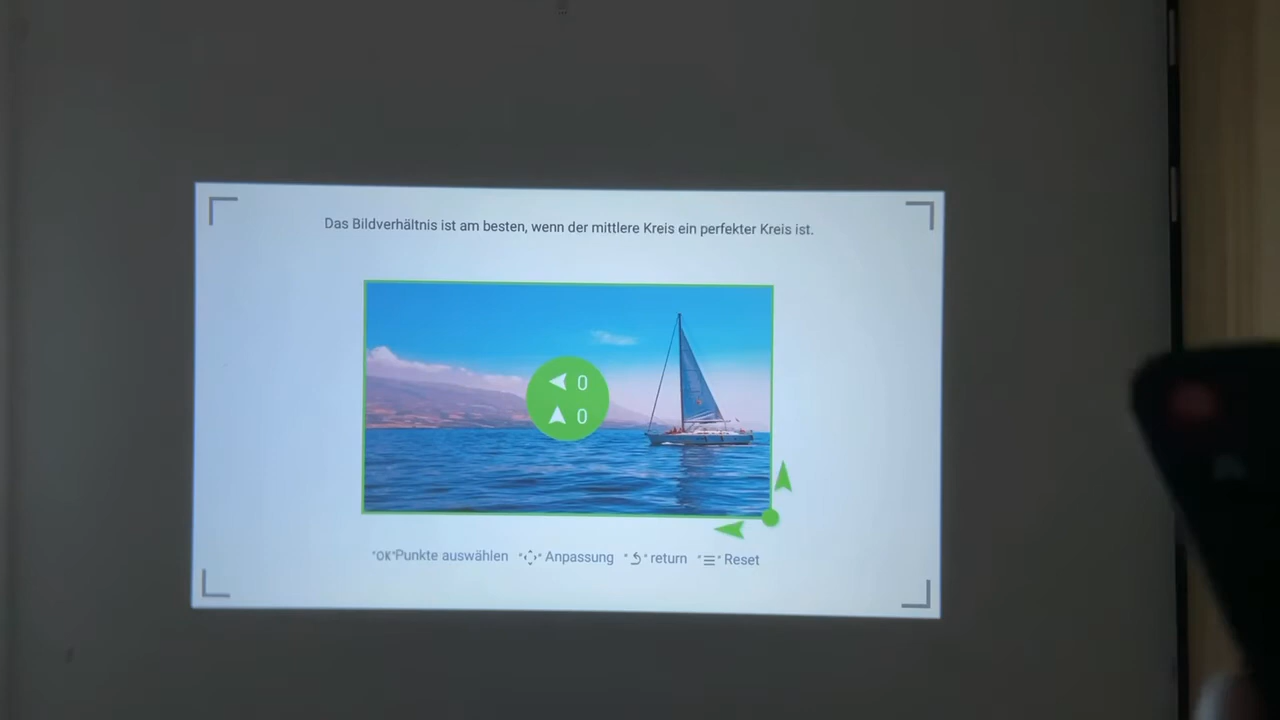 Das Bildverhältnis ist am besten, wenn der mittlere Kreis ein perfekter Kreis ist.
0
0
"OK"Punkte auswählen "" Anpassung "" return "☰" Reset